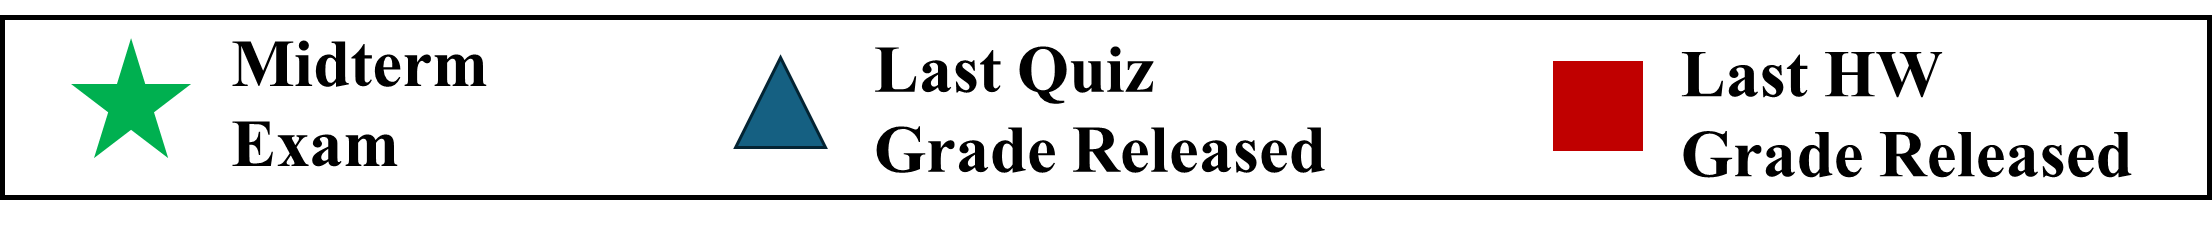 Midterm
Exam
Last Quiz
Grade Released
Last HW
Grade Released